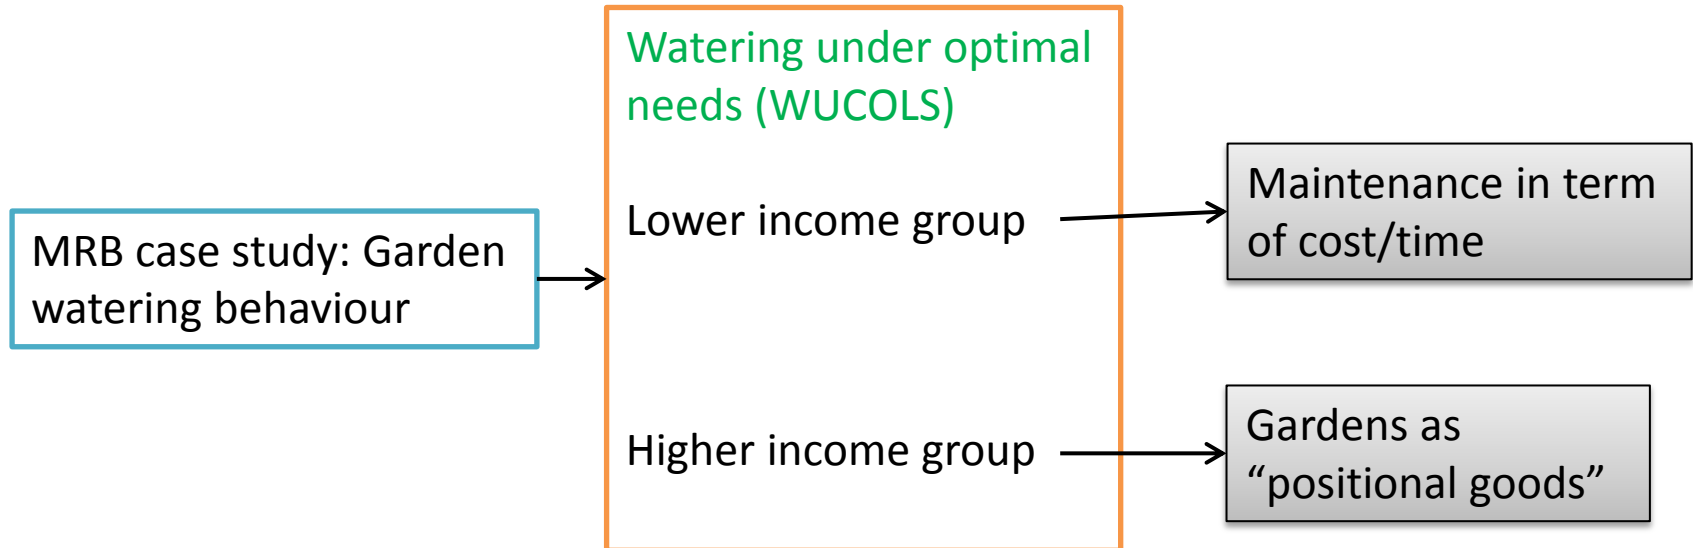 MRB case study: Garden
watering behaviour
Watering under optimal
needs (WUCOLS)
Lower income group
Higher income group
Maintenance in term
of cost/time
Gardens as
“positional goods”